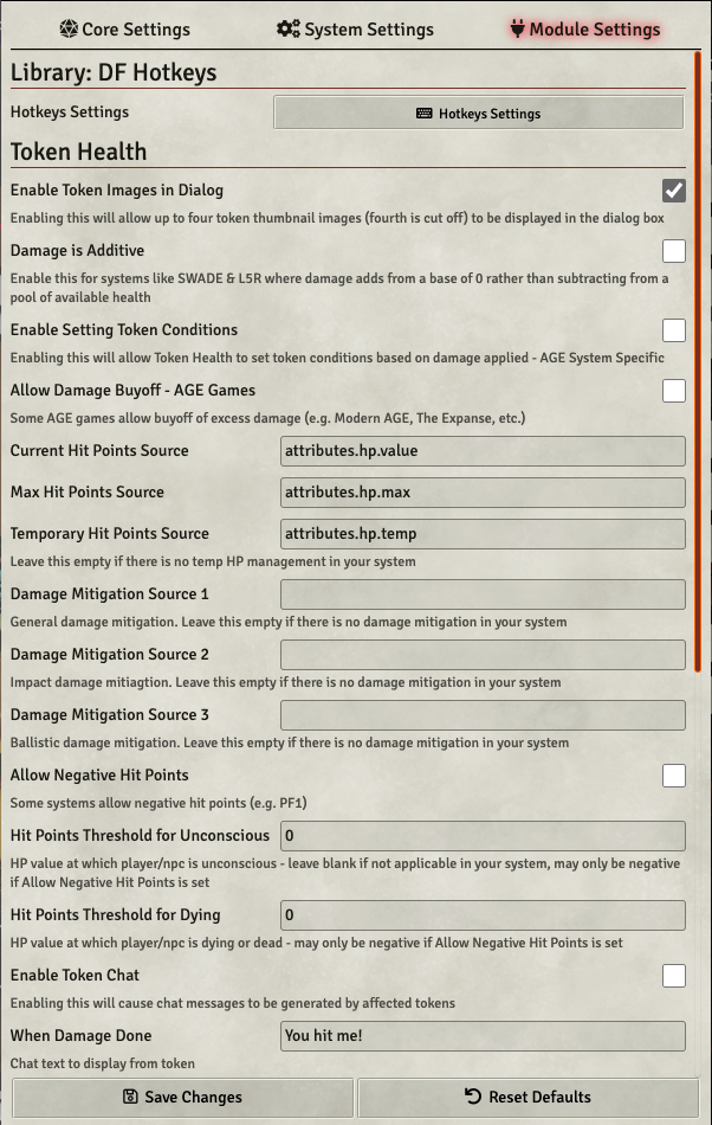 Core Settings
System Settings
Module Settings
Library: DF Hotkeys
Hotkeys Settings
Hotkeys Settings
Token Health
Enable Token Images in Dialog
Enabling this will allow up to four token thumbnail images (fourth is cut off) to be displayed in the dialog box
Damage is Additive
Enable this for systems like SWADE & L5R where damage adds from a base of 0 rather than subtracting from a
pool of available health
Enable Setting Token Conditions
Enabling this will allow Token Health to set token conditions based on damage applied - AGE System Specific
Allow Damage Buyoff - AGE Games
Some AGE games allow buyoff of excess damage (e.g. Modern AGE, The Expanse, etc.)
Current Hit Points Source
attributes.hp.value
Max Hit Points Source
attributes.hp.max
Temporary Hit Points Source
attributes.hp.temp
Leave this empty if there is no temp HP management in your system
Damage Mitigation Source 1
General damage mitigation. Leave this empty if there is no damage mitigation in your system
Damage Mitigation Source 2
Impact damage mitiagtion. Leave this empty if there is no damage mitigation in your system
Damage Mitigation Source 3
Ballistic damage mitigation. Leave this empty if there is no damage mitigation in your system
Allow Negative Hit Points
Some systems allow negative hit points (e.g. PF1)
Hit Points Threshold for Unconscious
0
HP value at which player/npc is unconscious - leave blank if not applicable in your system, may only be negative
if Allow Negative Hit Points is set
Hit Points Threshold for Dying
0
HP value at which player/npc is dying or dead - may only be negative if Allow Negative Hit Points is set
Enable Token Chat
Enabling this will cause chat messages to be generated by affected tokens
When Damage Done
You hit me!
Chat text to display from token
Save Changes
Reset Defaults